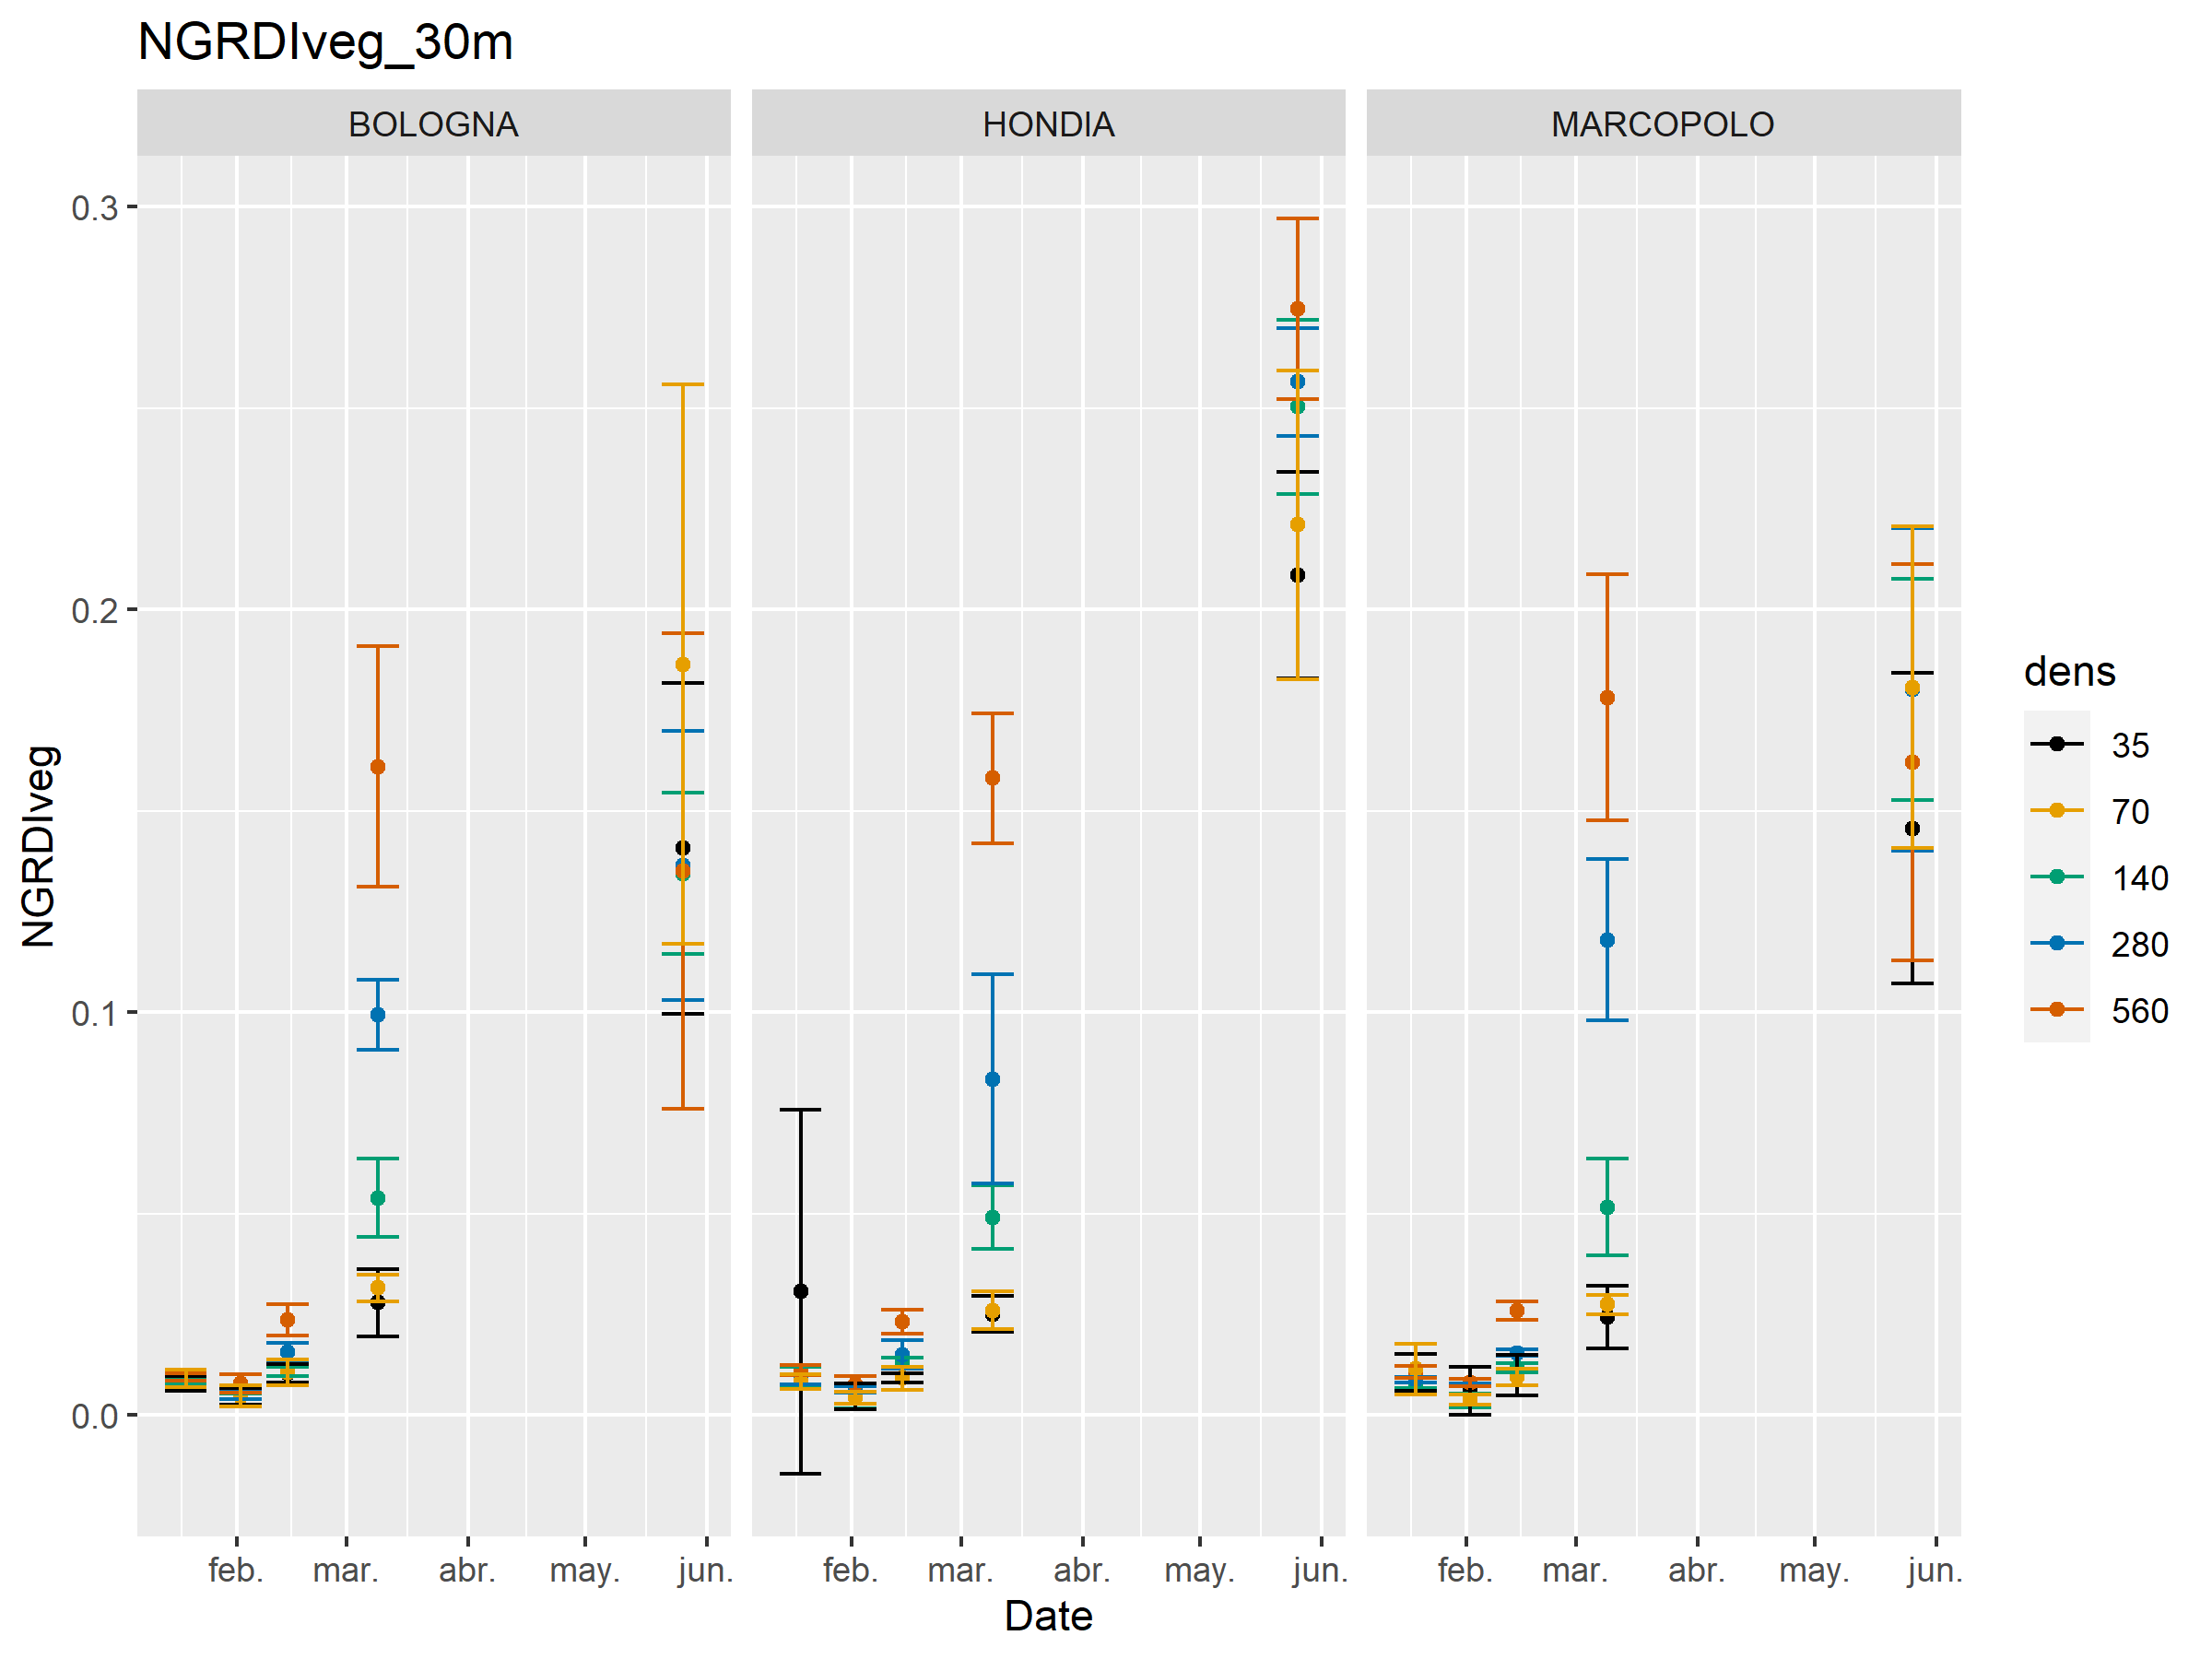 NGRDIveg_30m
BOLOGNA HONDIA MARCOPOLO
0.3
0.2
0.1
0.0
NGRDIveg
feb. mar. abr. may. jun. feb. mar. abr. may. jun. feb. mar. abr. may. jun.
Date
dens
35
70
140
280
560